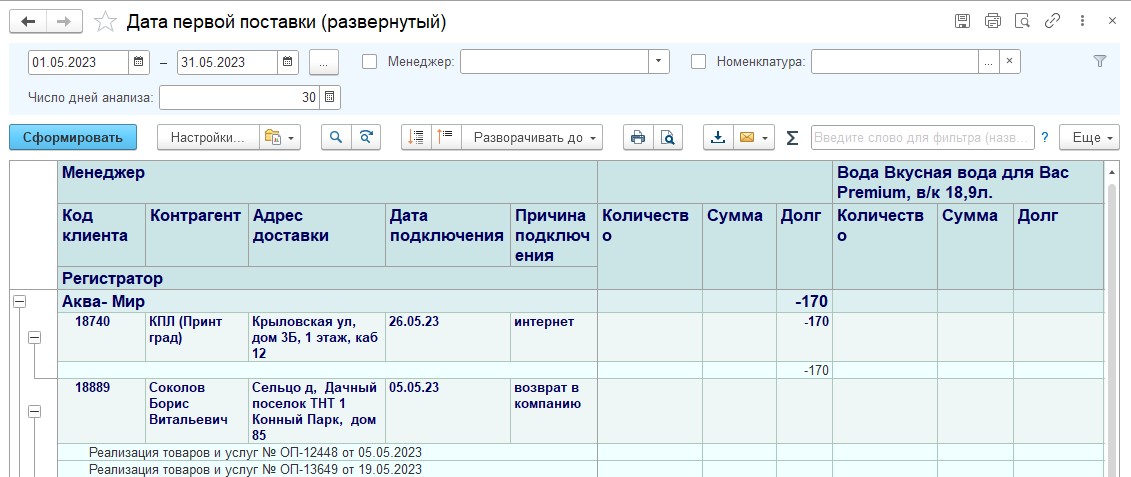 Дата первой поставки (развернутый)
01.05.2023 – 31.05.2023 ... Менеджер: Номенклатура: ... ×
Число дней анализа: 30
Сформировать Настройки... Разворачивать до Σ Введите слово для фильтра (назв... ? Еще
Менеджер Вода Вкусная вода для Вас
Premium, в/к 18,9л.
Код Контрагент Адрес Дата Причина Количеств Сумма Долг Количеств Сумма Долг
клиента доставки подключения подключ о о
ения
Регистратор
Аква- Мир -170
18740 КПЛ (Принт Крыловская ул, 26.05.23 интернет -170
град) дом 3Б, 1 этаж, каб
12
-170
18889 Соколов Сельцо д, Дачный 05.05.23 возврат в
Борис поселок ТНТ 1 компанию
Витальевич Конный Парк, дом
85
Реализация товаров и услуг № ОП-12448 от 05.05.2023
Реализация товаров и услуг № ОП-13649 от 19.05.2023